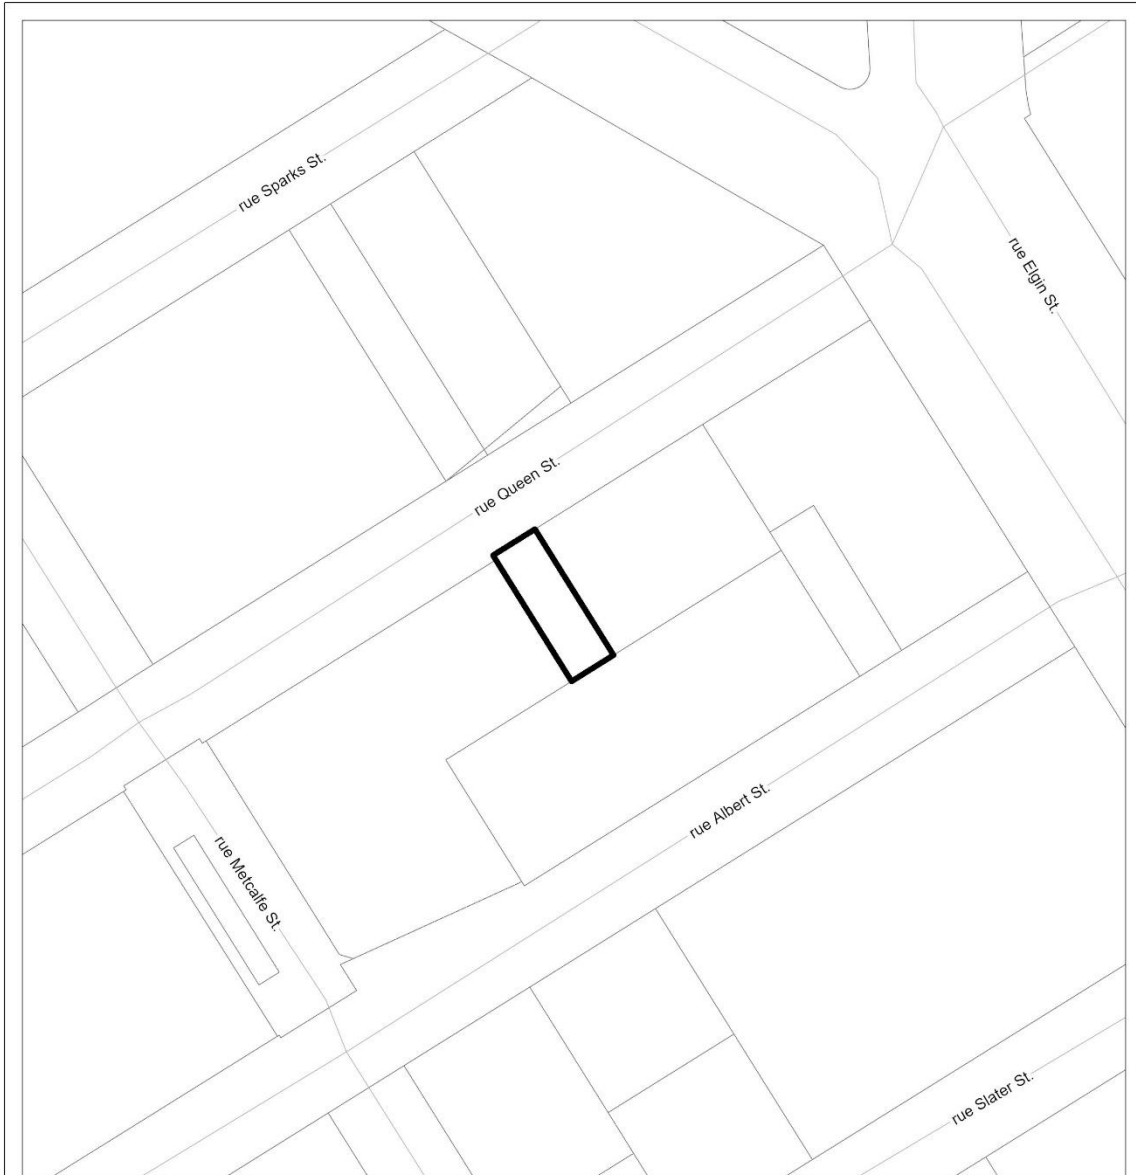 rue Sparks St.
rue Elgin St.
rue Queen St.
rue Albert St.
rue Metcalfe St.
rue Slater St.